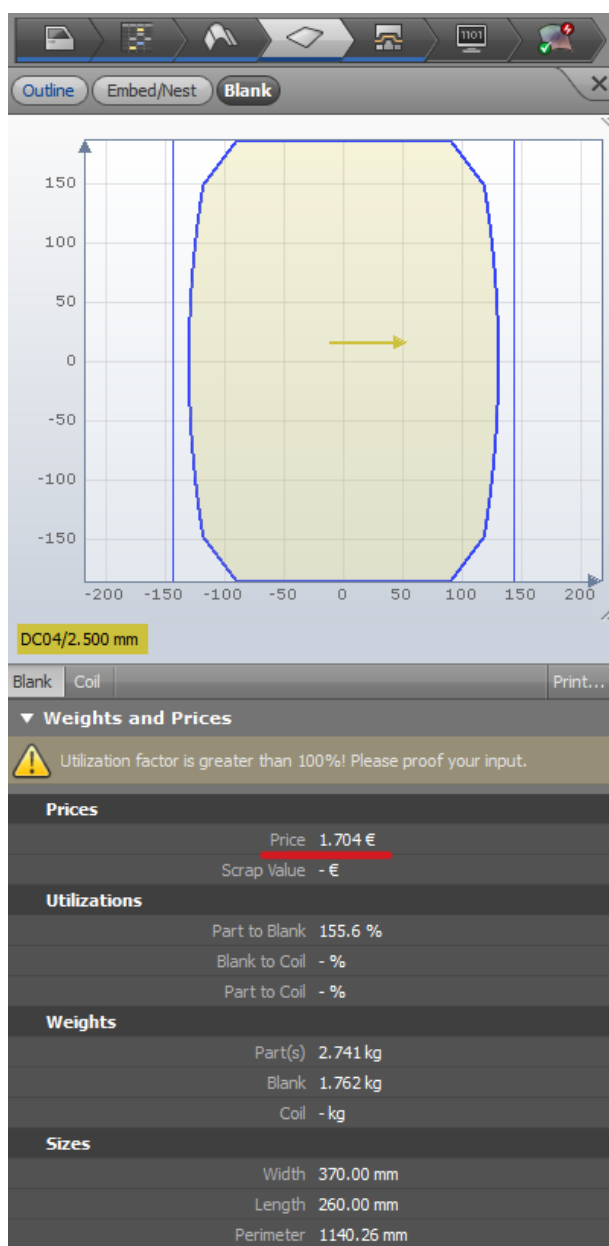 1101
Outline Embed/Nest Blank
150
100
50
0
-50
-100
-150
-200 -150 -100 -50 0 50 100 150 200
DC04/2.500 mm
Blank Coil Print...
Weights and Prices
Utilization factor is greater than 100%! Please proof your input.
Prices
Price 1.704 €
Scrap Value - €
Utilizations
Part to Blank 155.6 %
Blank to Coil - %
Part to Coil - %
Weights
Part(s) 2.741 kg
Blank 1.762 kg
Coil - kg
Sizes
Width 370.00 mm
Length 260.00 mm
Perimeter 1140.26 mm